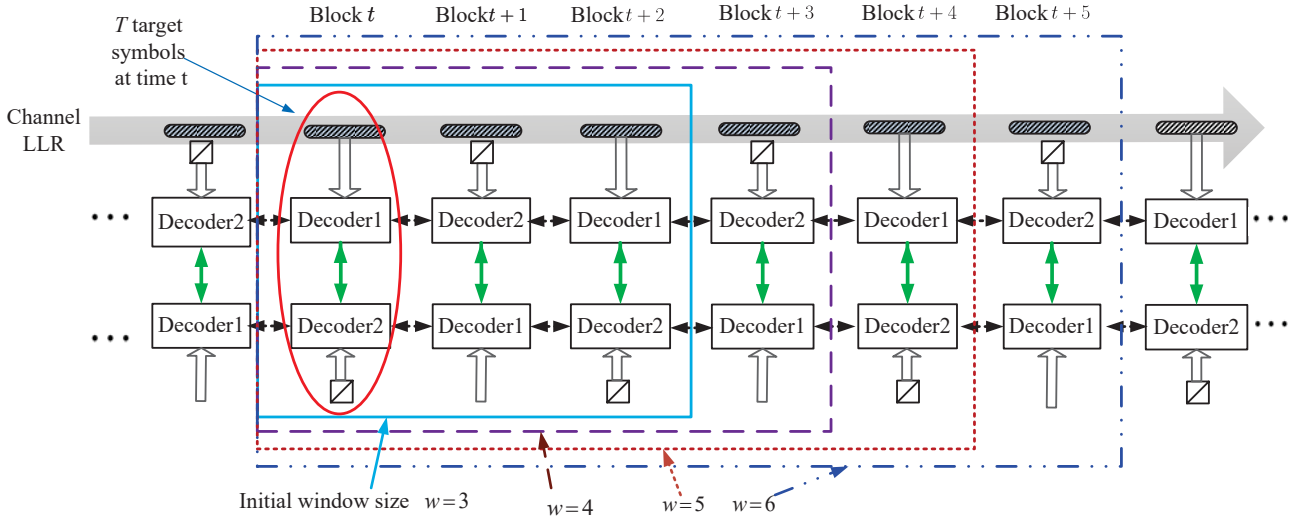 Block t
Block t+1
Block t+2
Block t+3
Block t+4
Block t+5
T target
symbols
at time t
Channel
LLR
Decoder2
Decoder1
Decoder2
Decoder1
Decoder2
Decoder1
Decoder2
Decoder1
Decoder1
Decoder2
Decoder1
Decoder2
Decoder1
Decoder2
Decoder1
Decoder2
Initial window size w=3
w=4
w=5
w=6